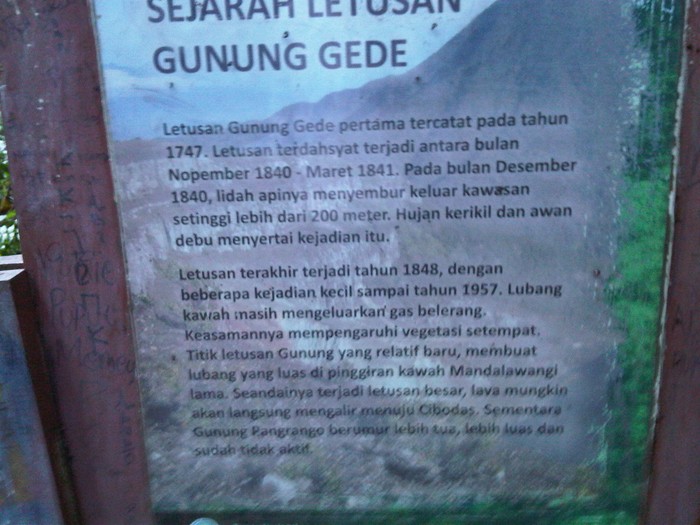 SEJARAH LETUSAN
GUNUNG GEDE
Letusan Gunung Gede pertama tercatat pada tahun
1747. Letusan terdahsyat terjadi antara bulan
Nopember 1840 - Maret 1841. Pada bulan Desember
1840, lidah apinya menyembur keluar kawasan
setinggi lebih dari 200 meter. Hujan kerikil dan awan
debu menyertai kejadian itu.
Letusan terakhir terjadi tahun 1848, dengan
beberapa kejadian kecil sampai tahun 1957. Lubang
kawah masih mengeluarkan gas belerang.
Keasamannya mempengaruhi vegetasi setempat.
Titik letusan Gunung yang relatif baru, membuat
lubang yang luas di pinggiran kawah Mandalawangi
lama. Seandainya terjadi letusan besar, lava mungkin
akan langsung mengalir menuju Cibodas. Sementara
Gunung Pangrango berumur lebih tua, lebih luas dan
sudah tidak aktif.